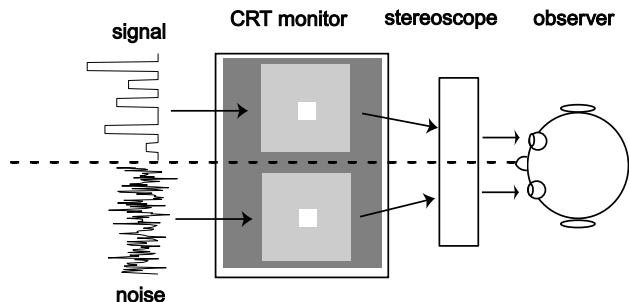 signal
CRT monitor
stereoscope
observer
noise